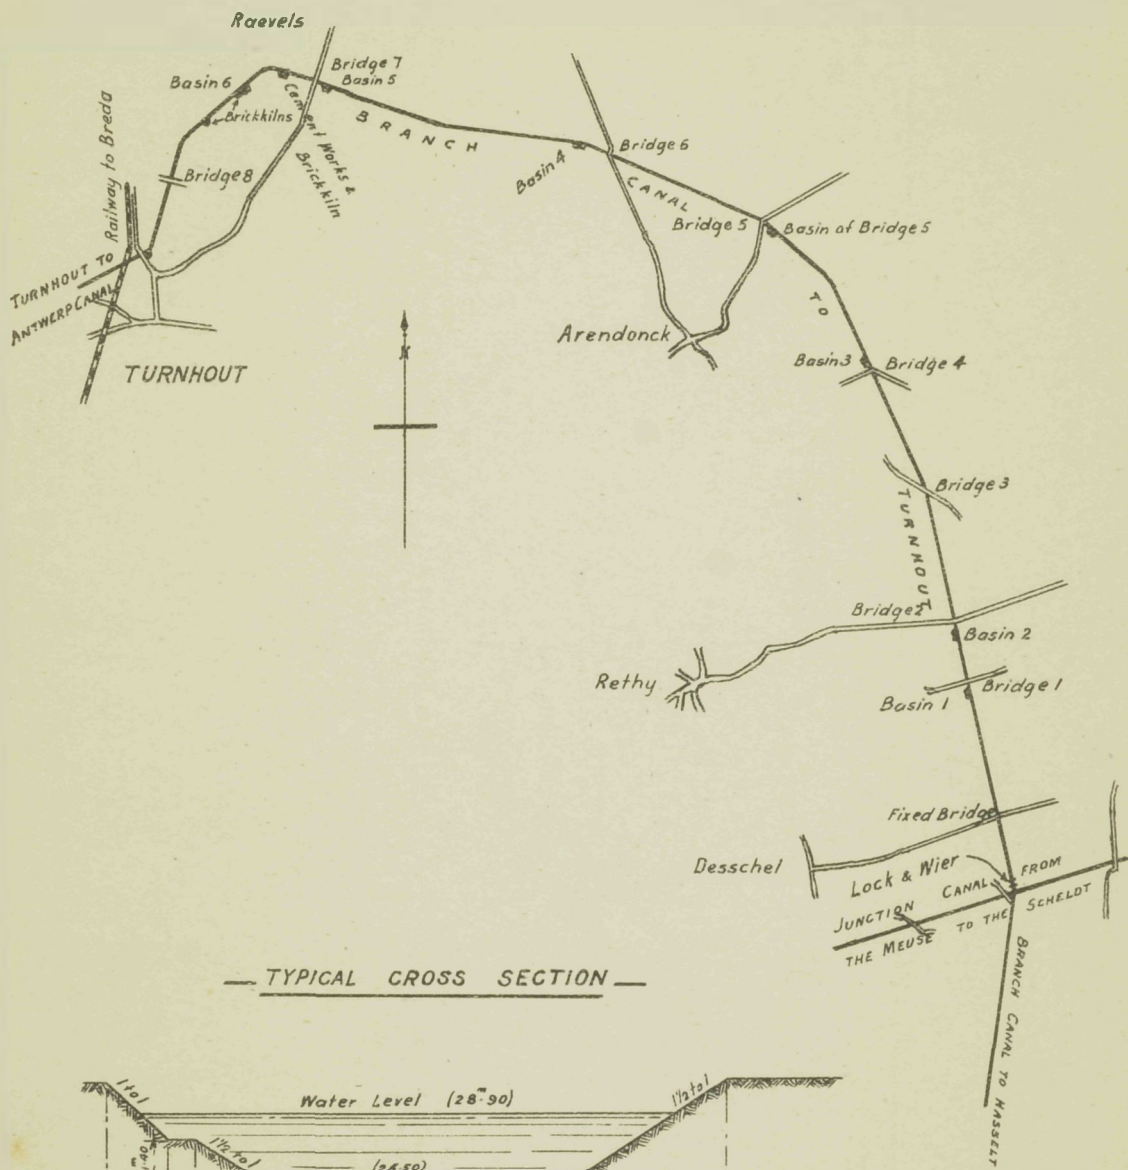 Raevels
Bridge 7
Basin 5
Basin 6
Brickkilns
Cement Works &
Brickkiln
BRANCH
Railway to Breda
Bridge 8
Bridge 6
Basin 4
CANAL
Bridge 5
Basin of Bridge 5
TURNHOUT TO
ANTWERP CANAL
TO
Arendonck
N
Basin 3
Bridge 4
TURNHOUT
Bridge 3
TURNHOUT
Bridge 2
Basin 2
Rethy
Bridge 1
Basin 1
Fixed Bridge
Desschel
Lock & Wier
JUNCTION CANAL FROM
THE MEUSE TO THE SCHELDT
BRANCH CANAL TO HASSELT
TYPICAL CROSS SECTION
1 to 1
Water Level (28.m90)
1½ to 1
1½ to 1
(26.50)